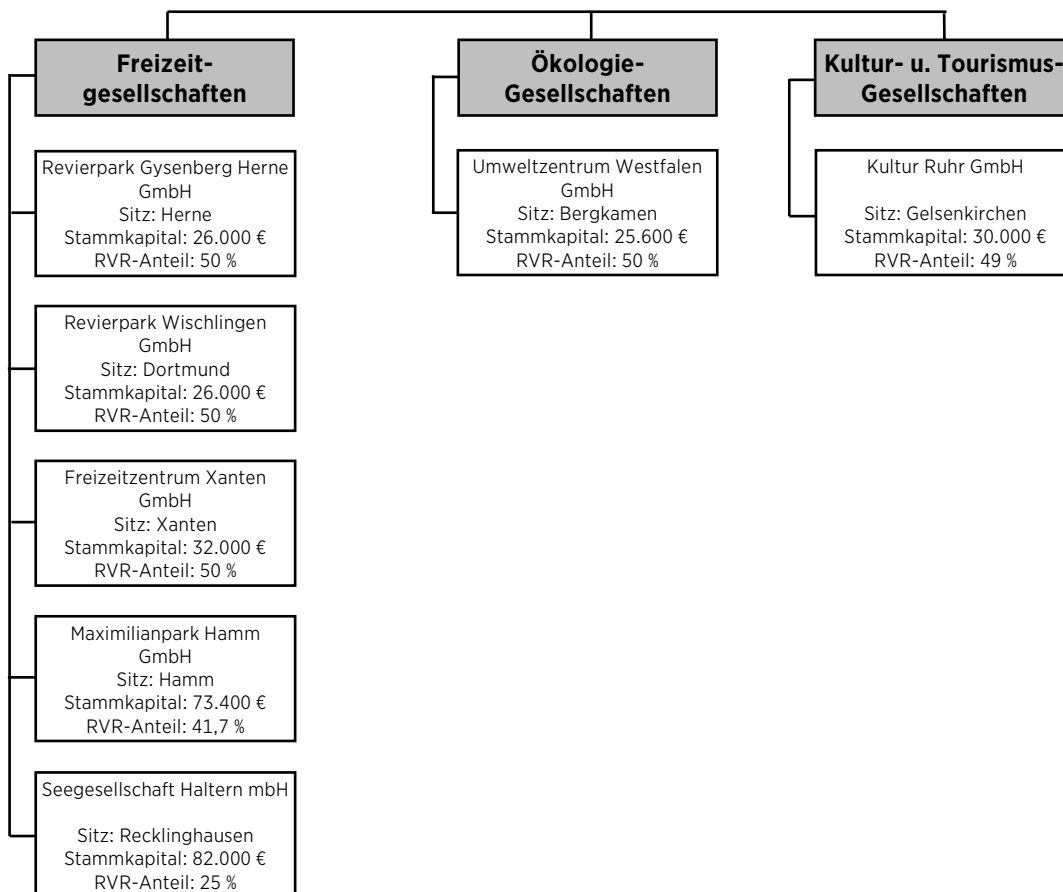 Freizeit-
gesellschaften
Revierpark Gysenberg Herne
GmbH
Sitz: Herne
Stammkapital: 26.000 €
RVR-Anteil: 50 %
Revierpark Wischlingen
GmbH
Sitz: Dortmund
Stammkapital: 26.000 €
RVR-Anteil: 50 %
Freizeitzentrum Xanten
GmbH
Sitz: Xanten
Stammkapital: 32.000 €
RVR-Anteil: 50 %
Maximilianpark Hamm
GmbH
Sitz: Hamm
Stammkapital: 73.400 €
RVR-Anteil: 41,7 %
Seegesellschaft Haltern mbH
Sitz: Recklinghausen
Stammkapital: 82.000 €
RVR-Anteil: 25 %
Ökologie-
Gesellschaften
Umweltzentrum Westfalen
GmbH
Sitz: Bergkamen
Stammkapital: 25.600 €
RVR-Anteil: 50 %
Kultur- u. Tourismus-
Gesellschaften
Kultur Ruhr GmbH
Sitz: Gelsenkirchen
Stammkapital: 30.000 €
RVR-Anteil: 49 %